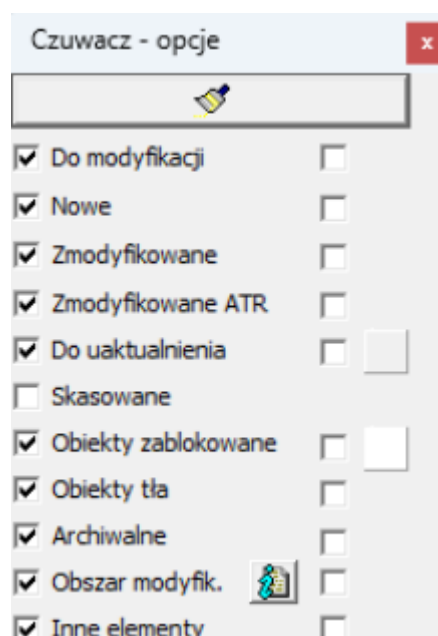 Czuwacz - opcje
x
Do modyfikacji
Nowe
Zmodyfikowane
Zmodyfikowane ATR
Do uaktualnienia
Skasowane
Obiekty zablokowane
Obiekty tła
Archiwalne
Obszar modyfik.
Inne elementy